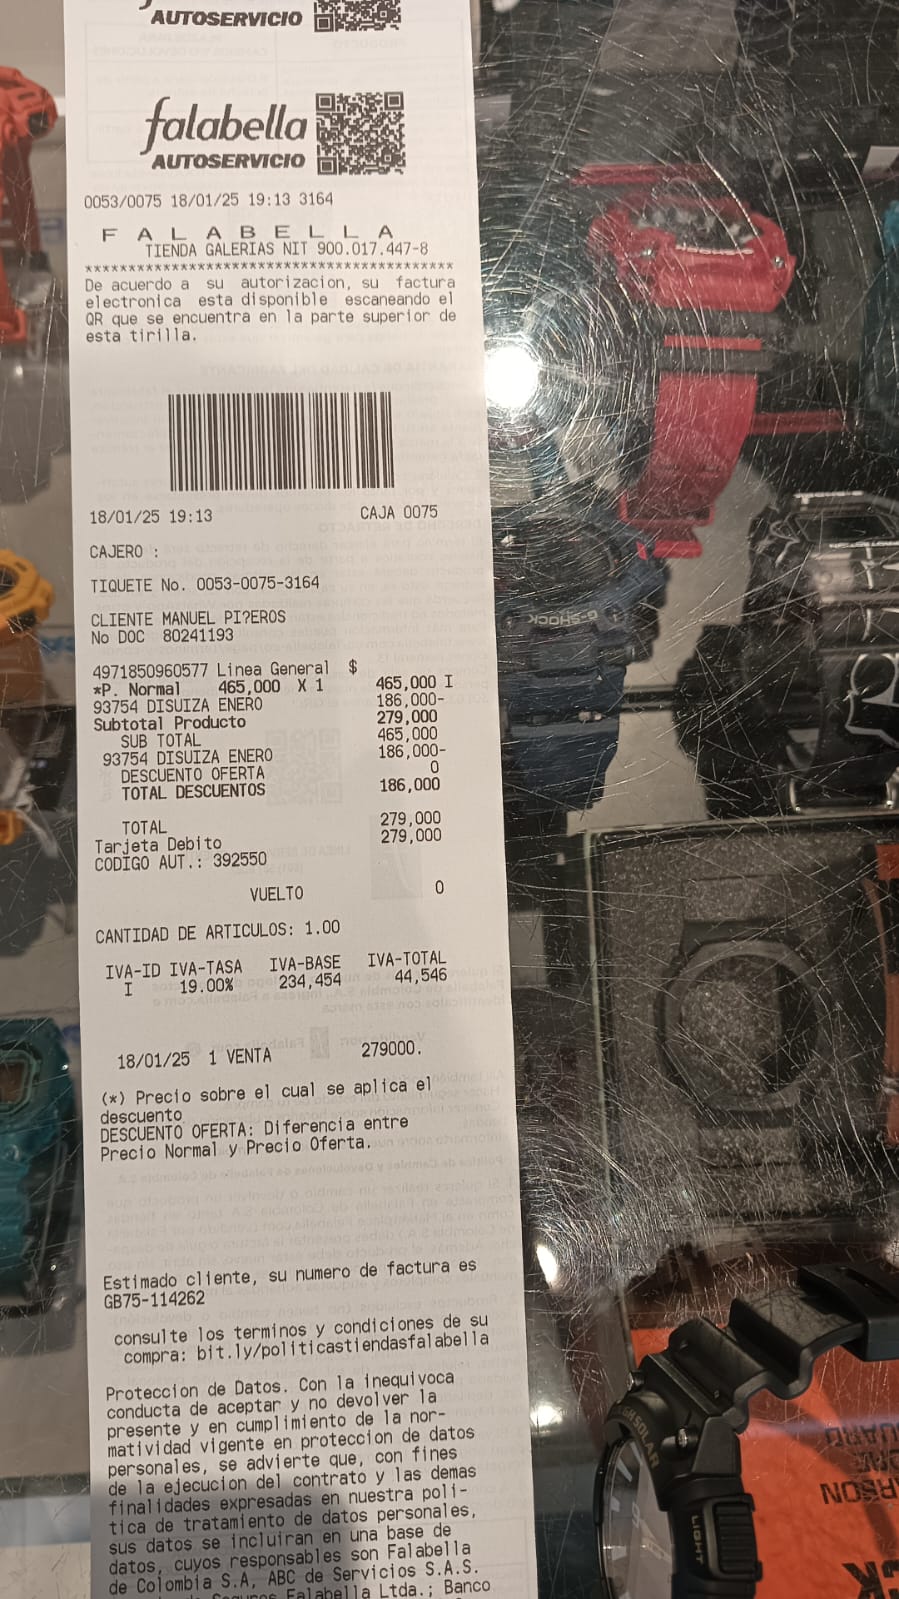 AUTOSERVICIO
falabella
AUTOSERVICIO
0053/0075 18/01/25 19:13 3164
F A L A B E L L A
TIENDA GALERIAS NIT 900.017.447-8
*******************************************
De acuerdo a su autorizacion, su factura
electronica esta disponible escaneando el
QR que se encuentra en la parte superior de
esta tirilla.
18/01/25 19:13 CAJA 0075
CAJERO :
TIQUETE No. 0053-0075-3164
CLIENTE MANUEL PI?EROS
No DOC 80241193
4971850960577 Linea General $
*P. Normal 465,000 X 1 465,000 I
93754 DISUIZA ENERO 186,000-
Subtotal Producto 279,000
SUB TOTAL 465,000
93754 DISUIZA ENERO 186,000-
DESCUENTO OFERTA 0
TOTAL DESCUENTOS 186,000
TOTAL 279,000
Tarjeta Debito 279,000
CODIGO AUT.: 392550
VUELTO 0
CANTIDAD DE ARTICULOS: 1.00
IVA-ID IVA-TASA IVA-BASE IVA-TOTAL
I 19.00% 234,454 44,546
18/01/25 1 VENTA 279000.
(*) Precio sobre el cual se aplica el
descuento
DESCUENTO OFERTA: Diferencia entre
Precio Normal y Precio Oferta.
Estimado cliente, su numero de factura es
GB75-114262
consulte los terminos y condiciones de su
compra: bit.ly/politicastiendasfalabella
Proteccion de Datos. Con la inequivoca
conducta de aceptar y no devolver la
presente y en cumplimiento de la nor-
matividad vigente en proteccion de datos
personales, se advierte que, con fines
de la ejecucion del contrato y las demas
finalidades expresadas en nuestra poli-
tica de tratamiento de datos personales,
sus datos se incluiran en una base de
datos, cuyos responsables son Falabella
de Colombia S.A, ABC de Servicios S.A.S.
Seguros Falabella Ltda.; Banco
G-SHOCK
SOLAR
LIGHT